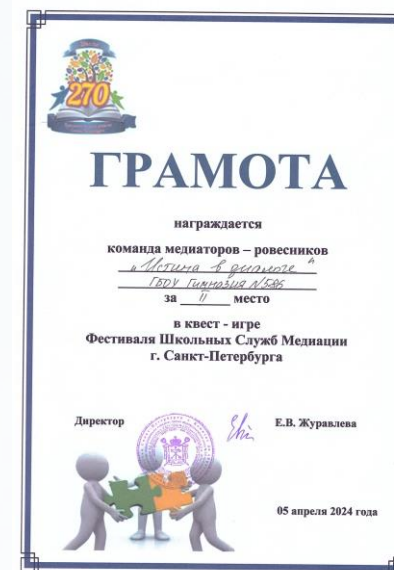 270
ГРАМОТА
награждается
команда медиаторов – ровесников
"Истина в диалоге"
ГБОУ Гимназия №586
за II место
в квест - игре
Фестиваля Школьных Служб Медиации
г. Санкт-Петербурга
Директор
Е.В. Журавлева
05 апреля 2024 года